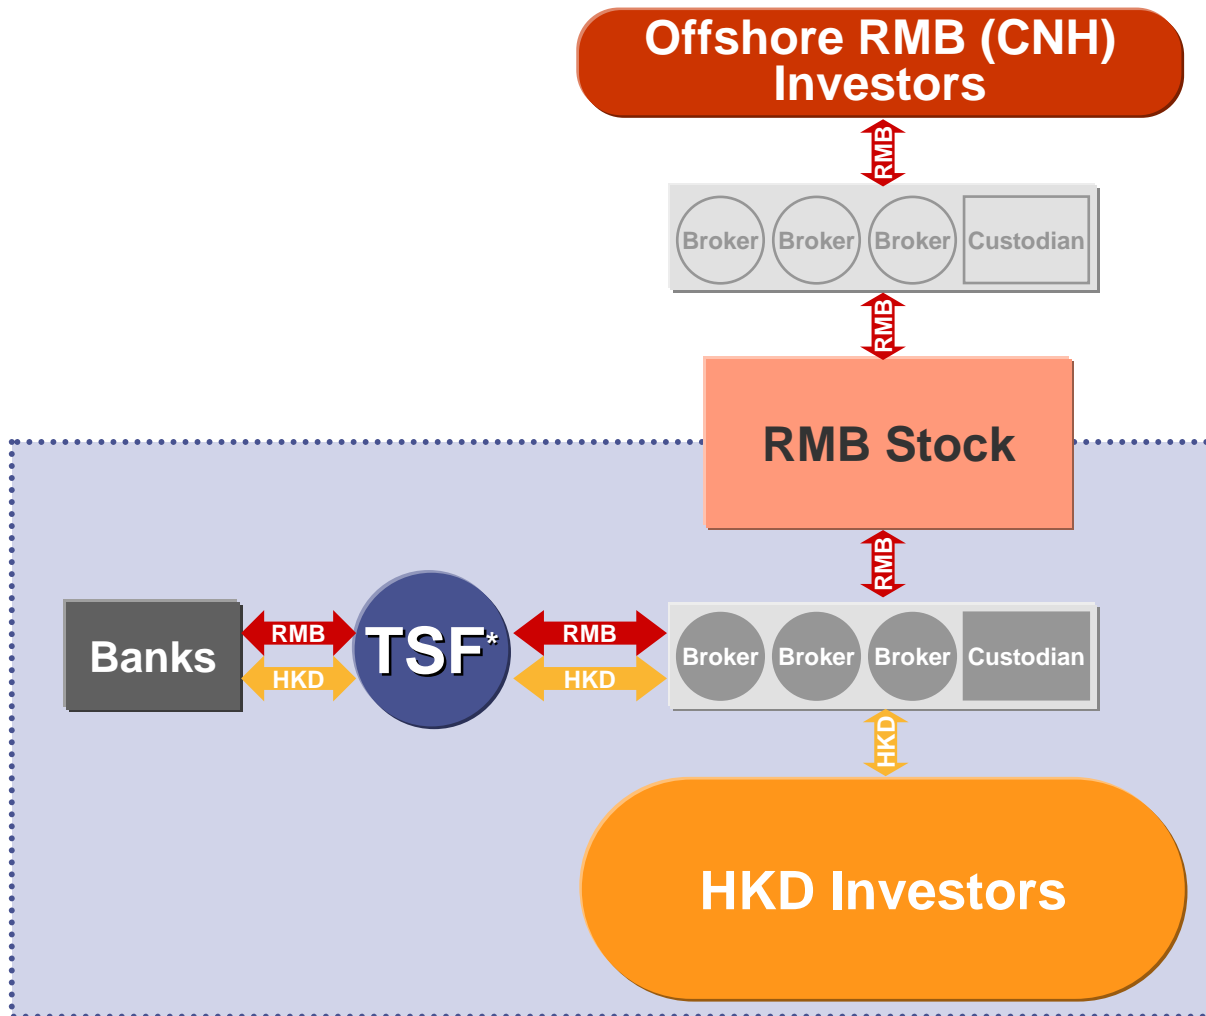 Offshore RMB (CNH)
Investors
RMB
Broker Broker Broker Custodian
RMB
RMB Stock
RMB
Banks RMB TSF* RMB Broker Broker Broker Custodian
HKD HKD
HKD
HKD Investors